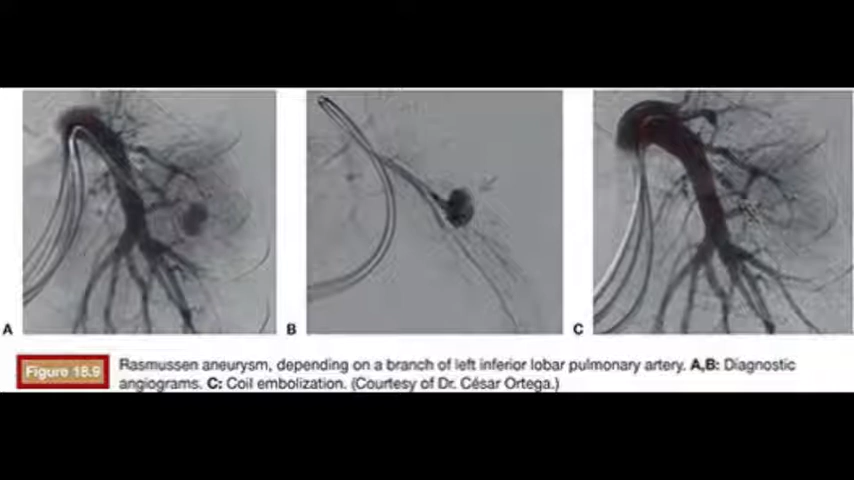 A
B
C
Figure 18.9
Rasmussen aneurysm, depending on a branch of left inferior lobar pulmonary artery. A,B: Diagnostic
angiograms. C: Coil embolization. (Courtesy of Dr. César Ortega.)